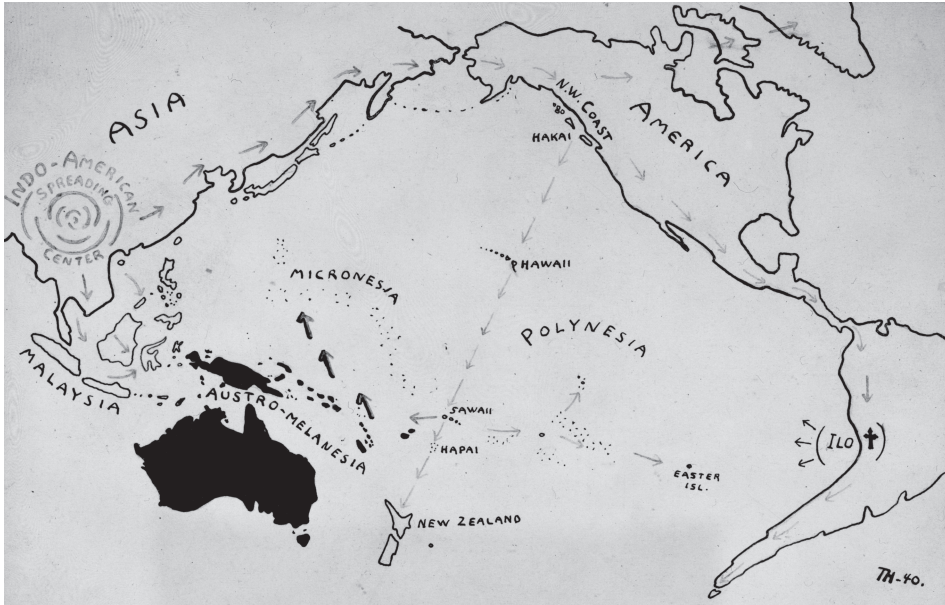 ASIA
INDO-AMERICAN
SPREADING
CENTER
N.W. COAST
HAKAI
AMERICA
HAWAII
MICRONESIA
POLYNESIA
MALAYSIA
AUSTRO-MELANESIA
SAWAII
HAPAI
ILO
EASTER
ISL.
NEW ZEALAND
TH-40.